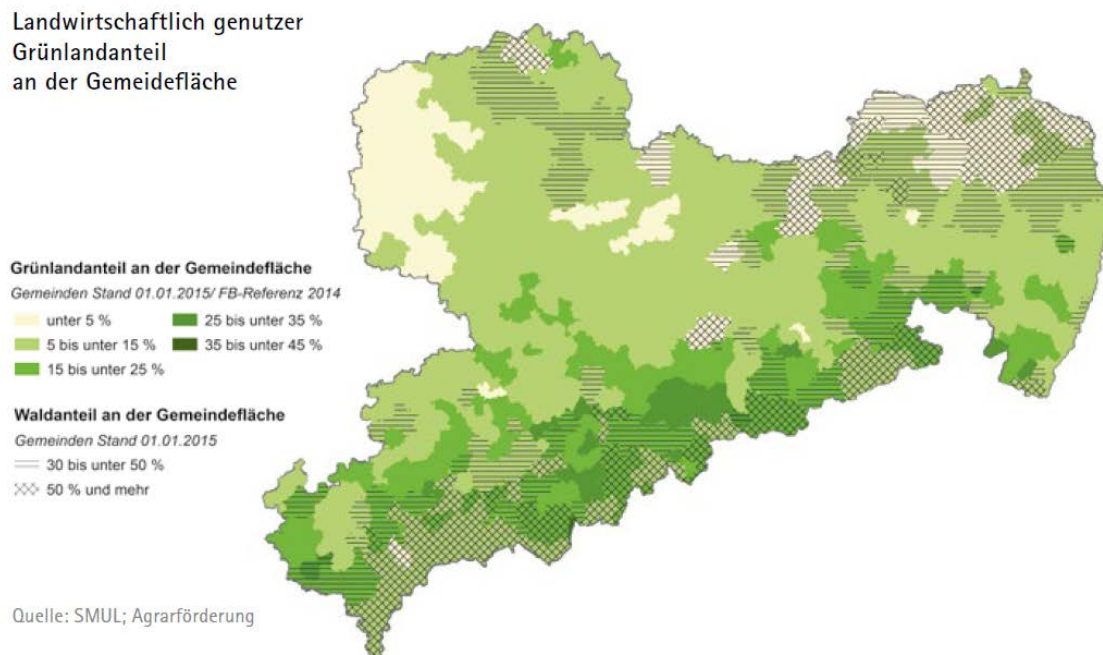 Landwirtschaftlich genutzer
Grünlandanteil
an der Gemeidefläche
Grünlandanteil an der Gemeindefläche
Gemeinden Stand 01.01.2015/ FB-Referenz 2014
unter 5 %
25 bis unter 35 %
5 bis unter 15 %
35 bis unter 45 %
15 bis unter 25 %
Waldanteil an der Gemeindefläche
Gemeinden Stand 01.01.2015
30 bis unter 50 %
50 % und mehr
Quelle: SMUL; Agrarförderung